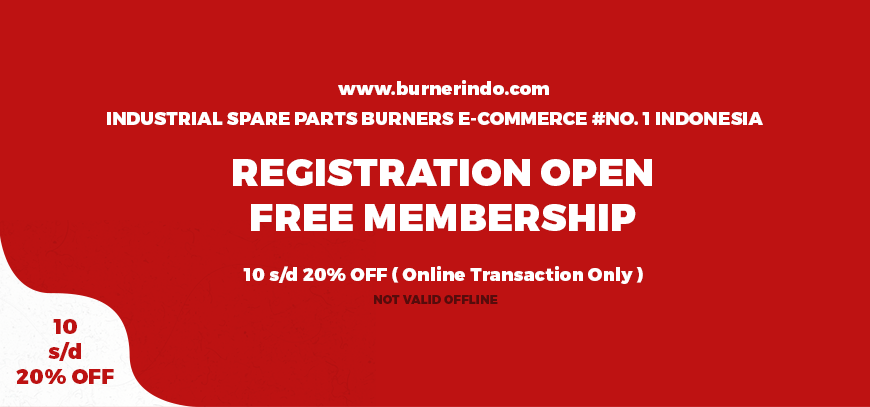 www.burnerindo.com
INDUSTRIAL SPARE PARTS BURNERS E-COMMERCE #NO. 1 INDONESIA
REGISTRATION OPEN
FREE MEMBERSHIP
10 s/d 20% OFF ( Online Transaction Only )
NOT VALID OFFLINE
10
s/d
20% OFF